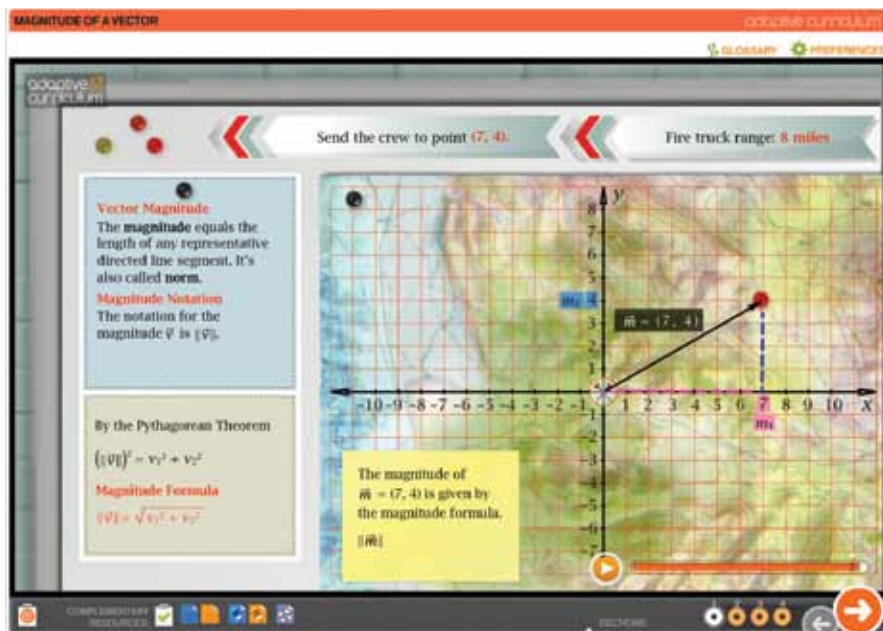 MAGNITUDE OF A VECTOR
adaptive curriculum
GLOSSARY
PREFERENCES
adaptive
curriculum
Send the crew to point (7, 4).
Fire truck range: 8 miles
Vector Magnitude
The magnitude equals the
length of any representative
directed line segment. It's
also called norm.
Magnitude Notation
The notation for the
magnitude v⃗ is ‖v⃗‖.
By the Pythagorean Theorem
(‖v⃗‖)² = v₁² + v₂²
Magnitude Formula
‖v⃗‖ = √v₁² + v₂²
y
8
7
6
5
m₂ 4
3
2
1
m⃗ = (7, 4)
-10 -9 -8 -7 -6 -5 -4 -3 -2 -1 1 2 3 4 5 6 7 8 9 10 x
m₁
-1
-2
-3
-4
-5
-6
-7
The magnitude of
m⃗ = (7, 4) is given by
the magnitude formula.
‖m⃗‖
COMPLEMENTARY
RESOURCES:
SECTIONS
1 2 3 4